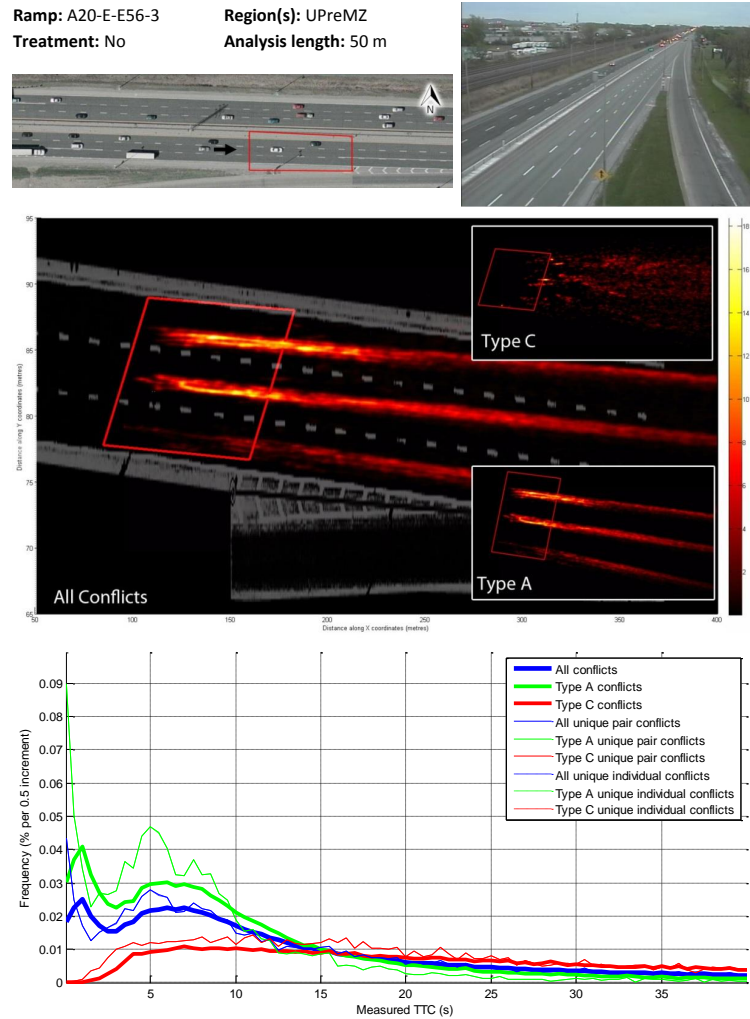 Ramp: A20-E-E56-3 Region(s): UPreMZ
Treatment: No Analysis length: 50 m
N
95
90
85
80
75
70
65
Distance along Y coordinates (metres)
50 100 150 200 250 300 350 400
Distance along X coordinates (metres)
Type C
Type A
All Conflicts
18
16
14
12
10
8
6
4
2
0.09
0.08
0.07
0.06
0.05
0.04
0.03
0.02
0.01
0
Frequency (% per 0.5 increment)
All conflicts
Type A conflicts
Type C conflicts
All unique pair conflicts
Type A unique pair conflicts
Type C unique pair conflicts
All unique individual conflicts
Type A unique individual conflicts
Type C unique individual conflicts
5 10 15 20 25 30 35
Measured TTC (s)